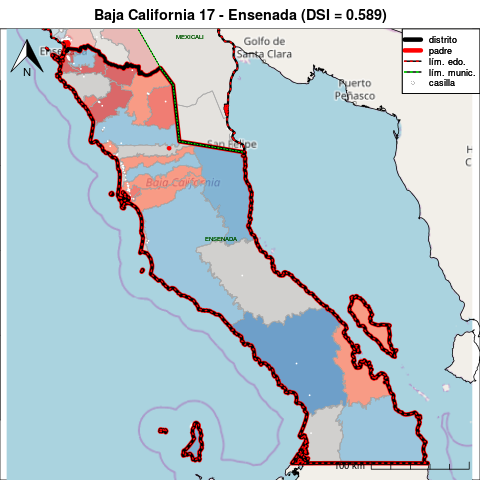 Baja California 17 - Ensenada (DSI = 0.589)
MEXICALI
Golfo de
Santa Clara
distrito
padre
lím. edo.
lím. munic.
casilla
N
Puerto
Peñasco
San Felipe
Baja California
ENSENADA
100 km